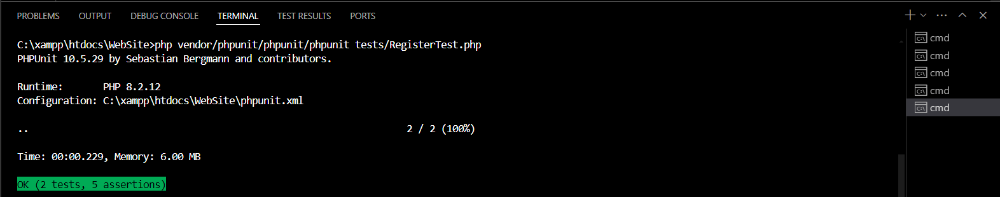 PROBLEMS OUTPUT DEBUG CONSOLE TERMINAL TEST RESULTS PORTS
C:\xampp\htdocs\WebSite>php vendor/phpunit/phpunit/phpunit tests/RegisterTest.php
PHPUnit 10.5.29 by Sebastian Bergmann and contributors.
Runtime:       PHP 8.2.12
Configuration: C:\xampp\htdocs\WebSite\phpunit.xml
..                                                                  2 / 2 (100%)
Time: 00:00.229, Memory: 6.00 MB
OK (2 tests, 5 assertions)
cmd
cmd
cmd
cmd
cmd